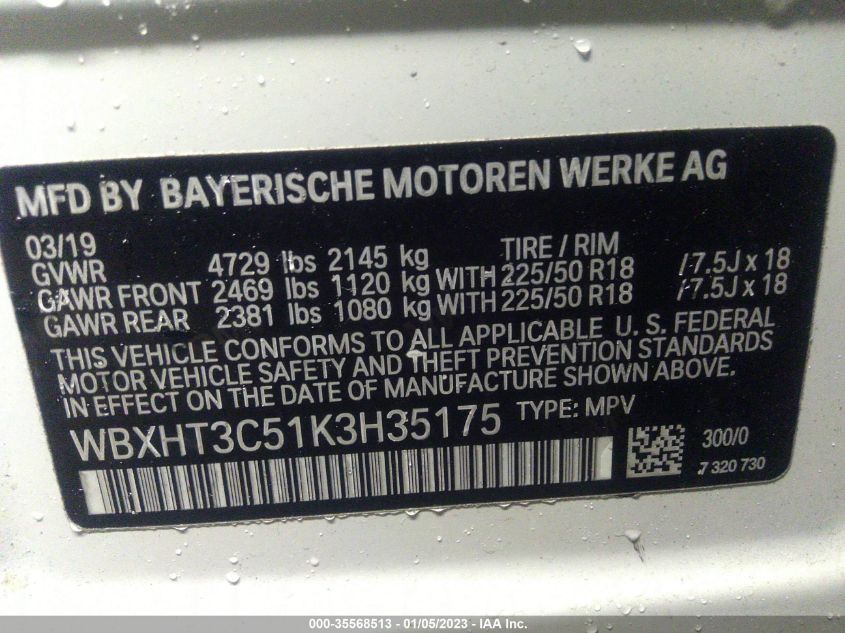 MFD BY BAYERISCHE MOTOREN WERKE AG
03/19 TIRE / RIM
GVWR 4729 lbs 2145 kg
GAWR FRONT 2469 lbs 1120 kg WITH 225/50 R18 /7.5J x 18
GAWR REAR 2381 lbs 1080 kg WITH 225/50 R18 /7.5J x 18
THIS VEHICLE CONFORMS TO ALL APPLICABLE U. S. FEDERAL
MOTOR VEHICLE SAFETY AND THEFT PREVENTION STANDARDS
IN EFFECT ON THE DATE OF MANUFACTURE SHOWN ABOVE.
WBXHT3C51K3H35175 TYPE: MPV
300/0
7 320 730
000-35568513 - 01/05/2023 - IAA Inc.